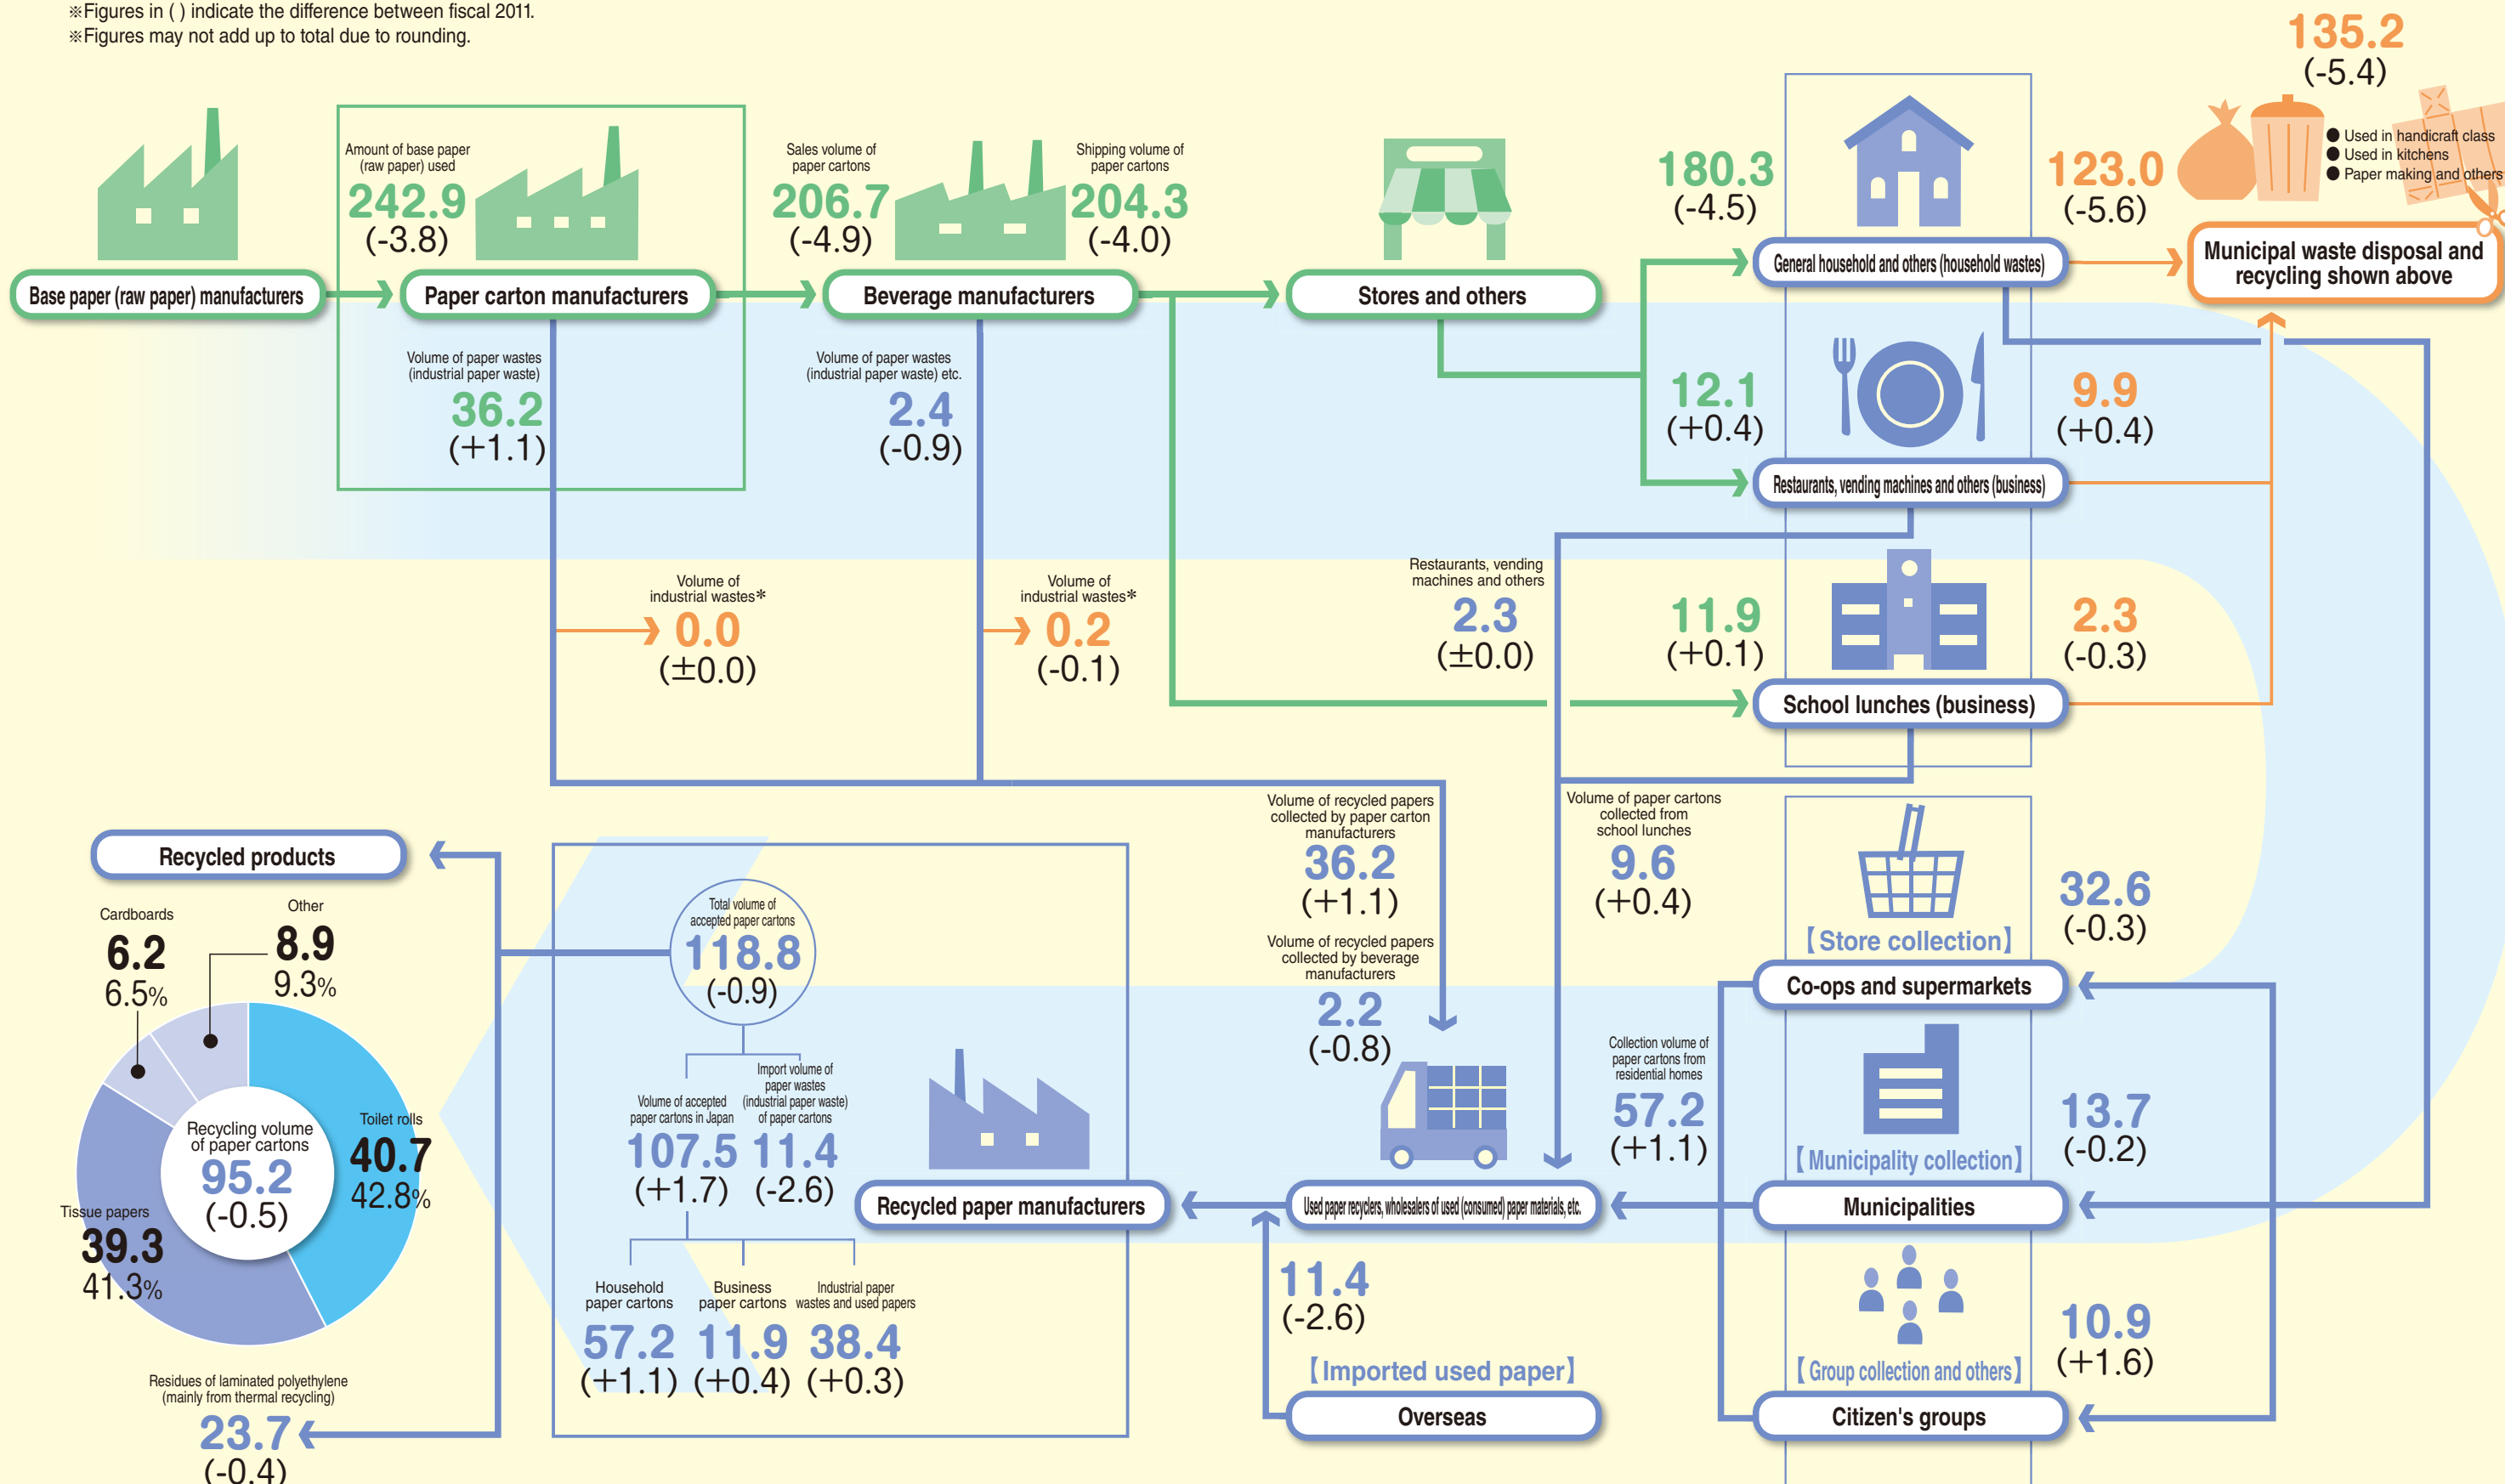 ※Figures in ( ) indicate the difference between fiscal 2011.
※Figures may not add up to total due to rounding.
135.2
(-5.4)
● Used in handicraft class
● Used in kitchens
● Paper making and others
Amount of base paper
(raw paper) used
242.9
(-3.8)
Sales volume of
paper cartons
206.7
(-4.9)
Shipping volume of
paper cartons
204.3
(-4.0)
180.3
(-4.5)
123.0
(-5.6)
Base paper (raw paper) manufacturers
Paper carton manufacturers
Beverage manufacturers
Stores and others
General household and others (household wastes)
Municipal waste disposal and
recycling shown above
Volume of paper wastes
(industrial paper waste)
36.2
(+1.1)
Volume of paper wastes
(industrial paper waste) etc.
2.4
(-0.9)
12.1
(+0.4)
9.9
(+0.4)
Restaurants, vending machines and others (business)
Volume of
industrial wastes*
0.0
(±0.0)
Volume of
industrial wastes*
0.2
(-0.1)
Restaurants, vending
machines and others
2.3
(±0.0)
11.9
(+0.1)
2.3
(-0.3)
School lunches (business)
Volume of recycled papers
collected by paper carton
manufacturers
36.2
(+1.1)
Volume of recycled papers
collected by beverage
manufacturers
2.2
(-0.8)
Volume of paper cartons
collected from
school lunches
9.6
(+0.4)
32.6
(-0.3)
【Store collection】
Co-ops and supermarkets
Collection volume of
paper cartons from
residential homes
57.2
(+1.1)
13.7
(-0.2)
【Municipality collection】
Municipalities
10.9
(+1.6)
【Group collection and others】
Citizen's groups
Used paper recyclers, wholesalers of used (consumed) paper materials, etc.
11.4
(-2.6)
【Imported used paper】
Overseas
Recycled paper manufacturers
Total volume of
accepted paper cartons
118.8
(-0.9)
Volume of accepted
paper cartons in Japan
107.5
(+1.7)
Import volume of
paper wastes
(industrial paper waste)
of paper cartons
11.4
(-2.6)
Household
paper cartons
57.2
(+1.1)
Business
paper cartons
11.9
(+0.4)
Industrial paper
wastes and used papers
38.4
(+0.3)
Recycled products
Cardboards
6.2
6.5%
Other
8.9
9.3%
Toilet rolls
40.7
42.8%
Recycling volume
of paper cartons
95.2
(-0.5)
Tissue papers
39.3
41.3%
Residues of laminated polyethylene
(mainly from thermal recycling)
23.7
(-0.4)